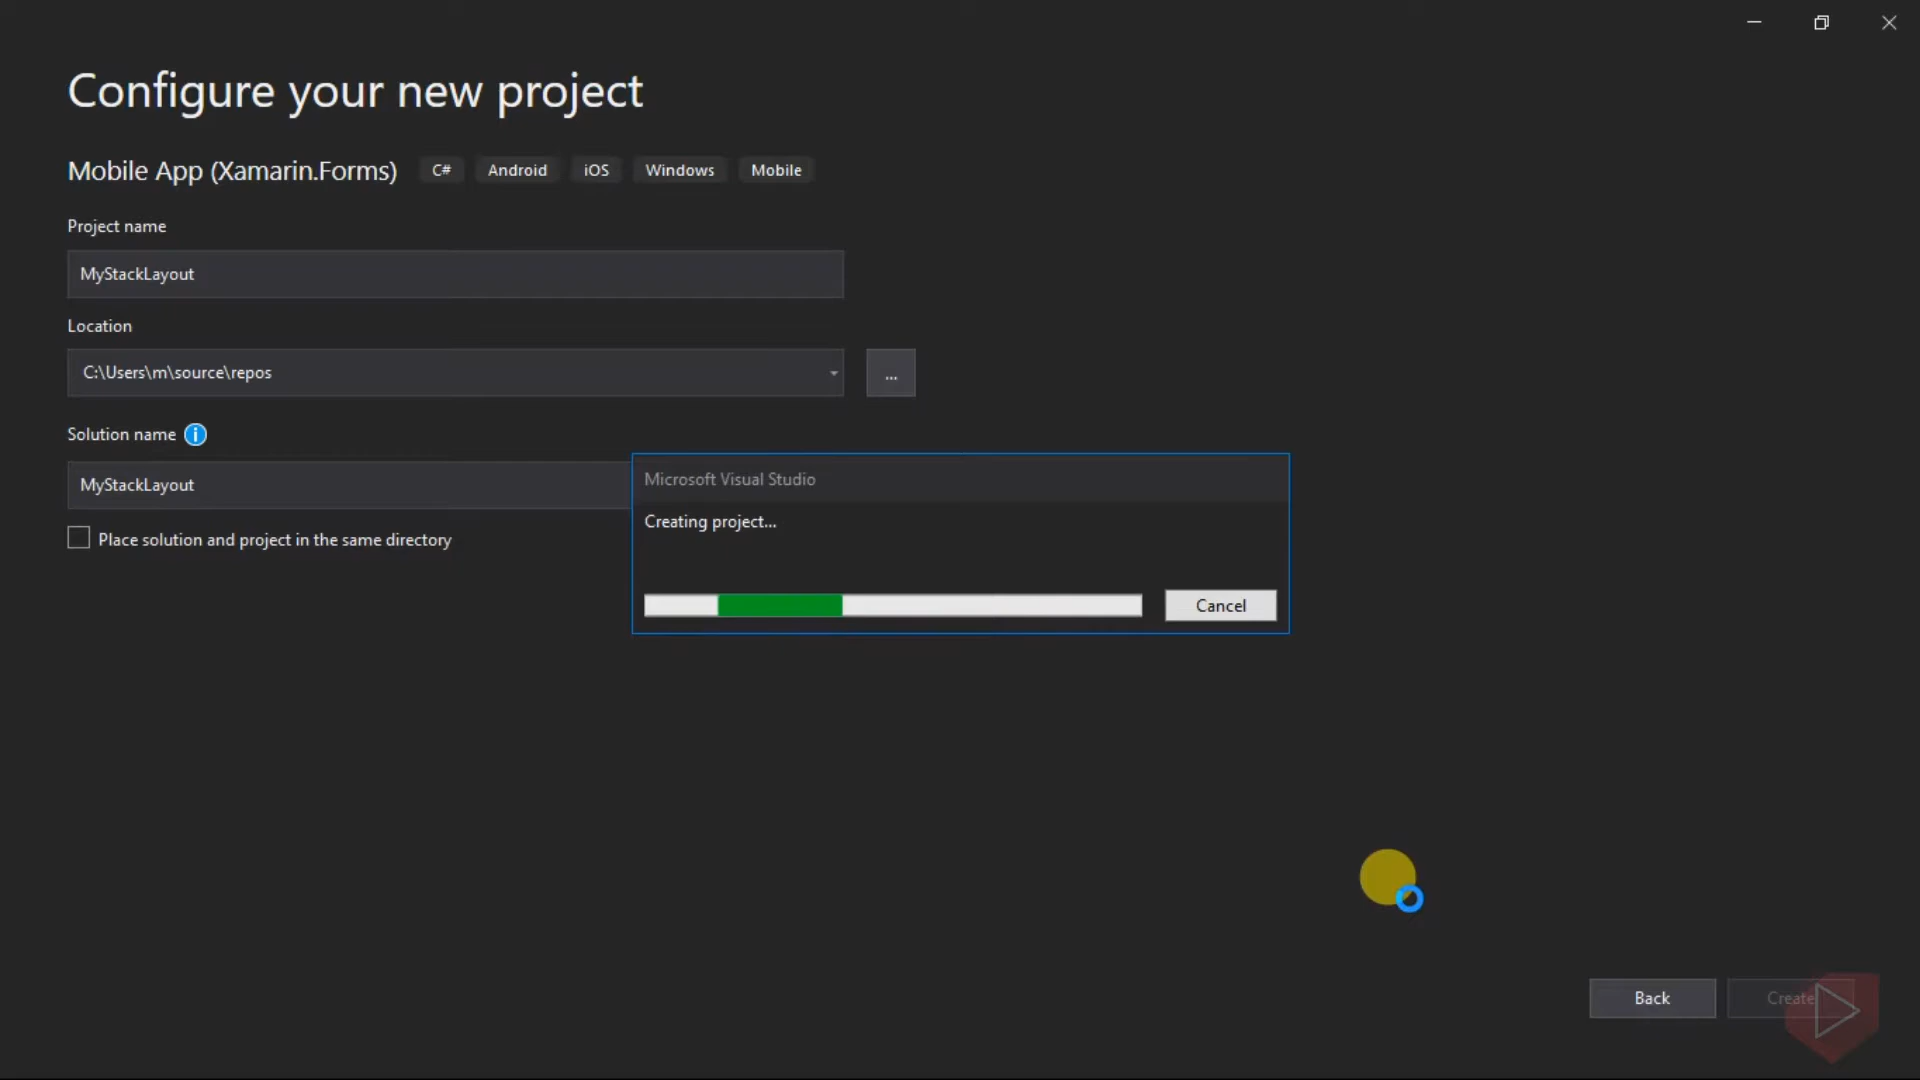 Configure your new project
Mobile App (Xamarin.Forms) C# Android iOS Windows Mobile
Project name
MyStackLayout
Location
C:\Users\m\source\repos
...
Solution name
MyStackLayout
Place solution and project in the same directory
Microsoft Visual Studio
Creating project...
Cancel
Back Create